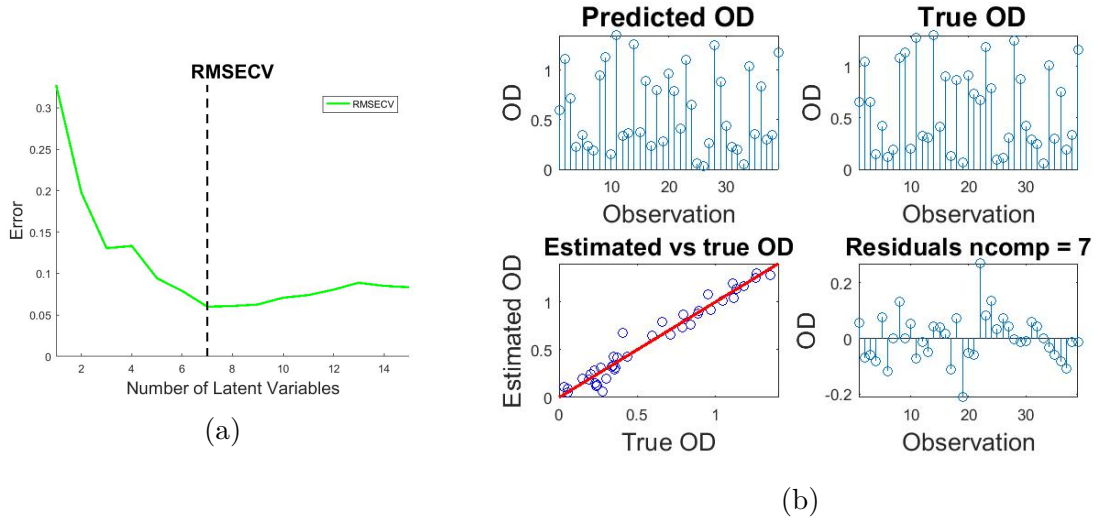 RMSECV
RMSECV
Error
0.3
0.25
0.2
0.15
0.1
0.05
0
2 4 6 8 10 12 14
Number of Latent Variables
(a)
Predicted OD
OD
1
0.5
0
10 30
Observation
True OD
OD
1
0.5
0
10 30
Observation
Estimated vs true OD
Estimated OD
1
0.5
0
0 0.5 1
True OD
Residuals ncomp = 7
OD
0.2
0
-0.2
10 30
Observation
(b)